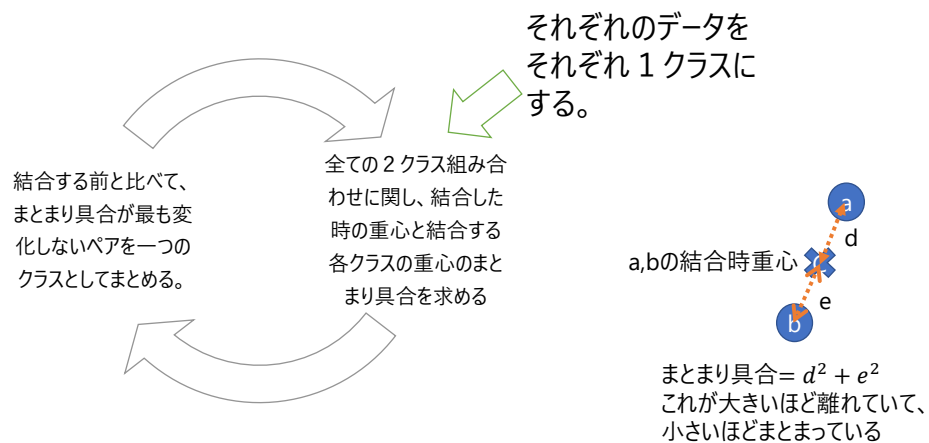 それぞれのデータを
それぞれ 1 クラスに
する。
結合する前と比べて、
まとまり具合が最も変
化しないペアを一つの
クラスとしてまとめる。
全ての 2 クラス組み合
わせに関し、結合した
時の重心と結合する
各クラスの重心のまと
まり具合を求める
a
d
a,bの結合時重心
e
b
まとまり具合= 𝑑² + 𝑒²
これが大きいほど離れていて、
小さいほどまとまっている